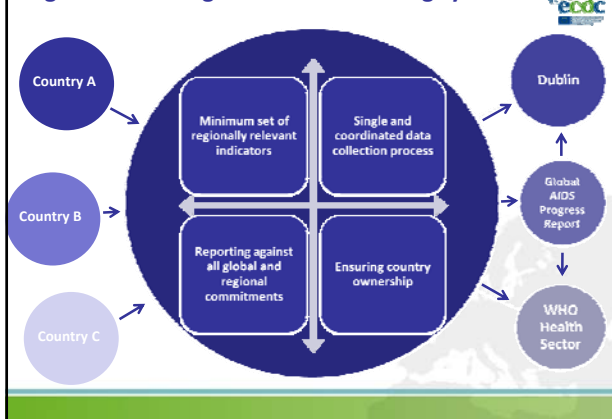 ecdc
Country A
Country B
Country C
Minimum set of
regionally relevant
indicators
Single and
coordinated data
collection process
Reporting against
all global and
regional
commitments
Ensuring country
ownership
Dublin
Global
AIDS
Progress
Report
WHO
Health
Sector